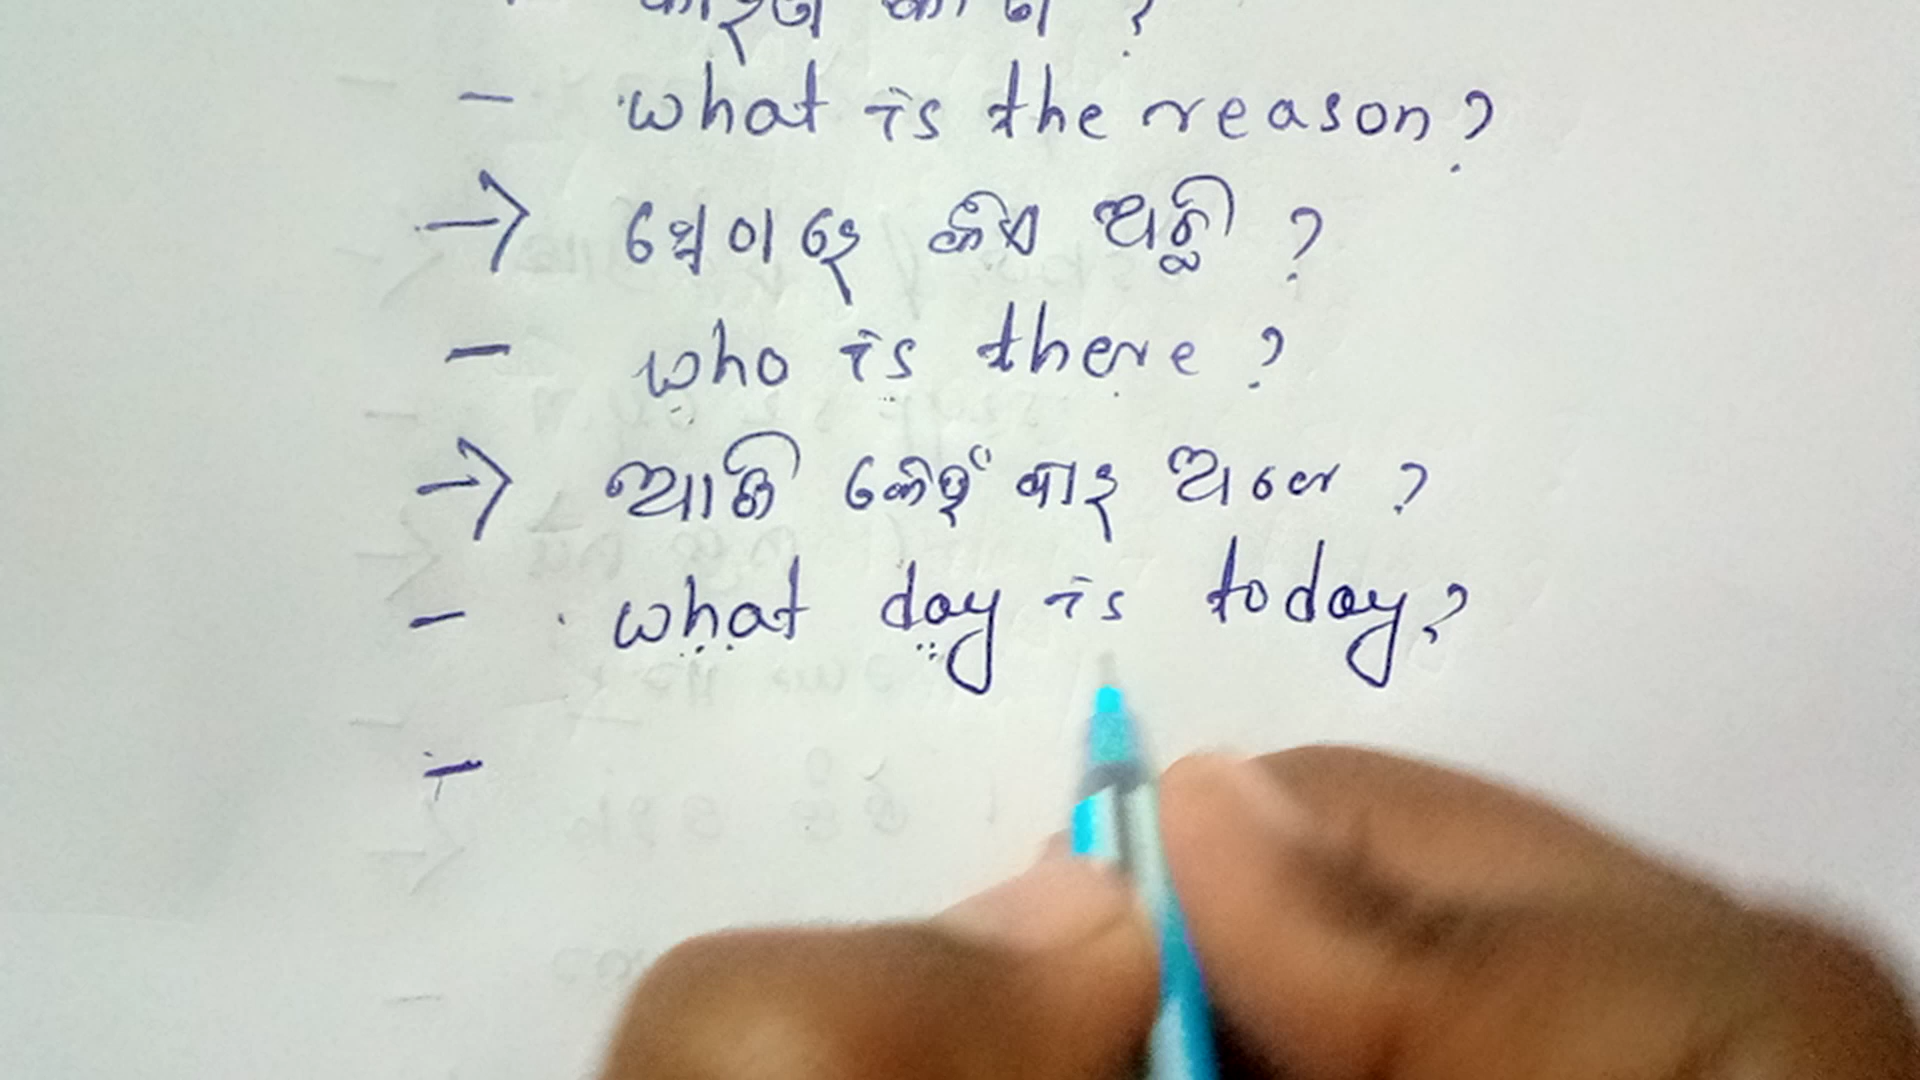 - what is the reason?
→ ସେଠାରେ କିଏ ଅଛି ?
- who is there ?
→ ଆଜି କେଉଁ ବାର ଅଟେ ?
- what day is today?
-